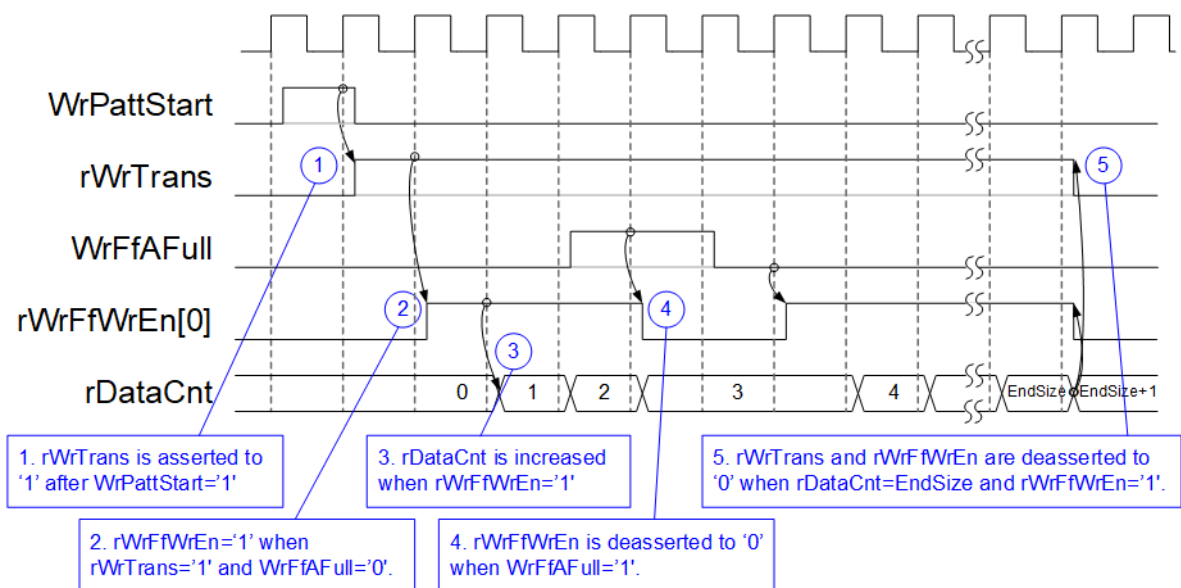 WrPattStart
rWrTrans
1
5
WrFfAFull
rWrFfWrEn[0]
2
4
3
rDataCnt
0
1
2
3
4
EndSize
EndSize+1
1. rWrTrans is asserted to
‘1’ after WrPattStart=’1'
3. rDataCnt is increased
when rWrFfWrEn=’1'
5. rWrTrans and rWrFfWrEn are deasserted to
‘0’ when rDataCnt=EndSize and rWrFfWrEn=’1'.
2. rWrFfWrEn=‘1’ when
rWrTrans=’1' and WrFfAFull=’0'.
4. rWrFfWrEn is deasserted to ‘0’
when WrFfAFull=’1'.